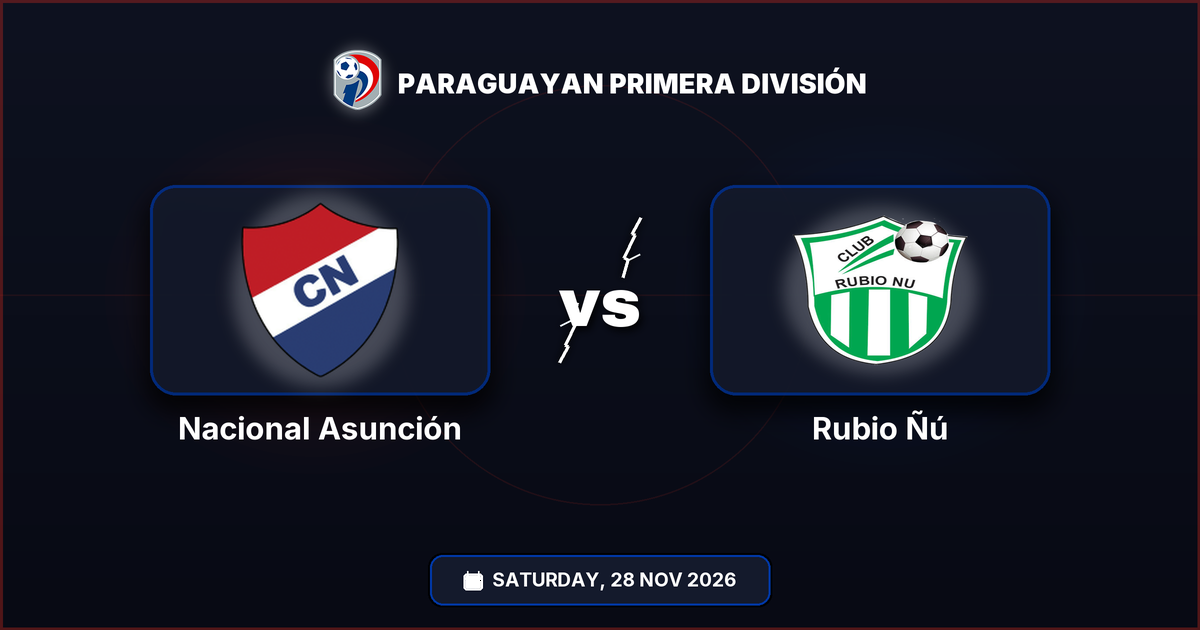 PARAGUAYAN PRIMERA DIVISIÓN
CN
CLUB
RUBIO NU
VS
Nacional Asunción
Rubio Ñú
SATURDAY, 28 NOV 2026